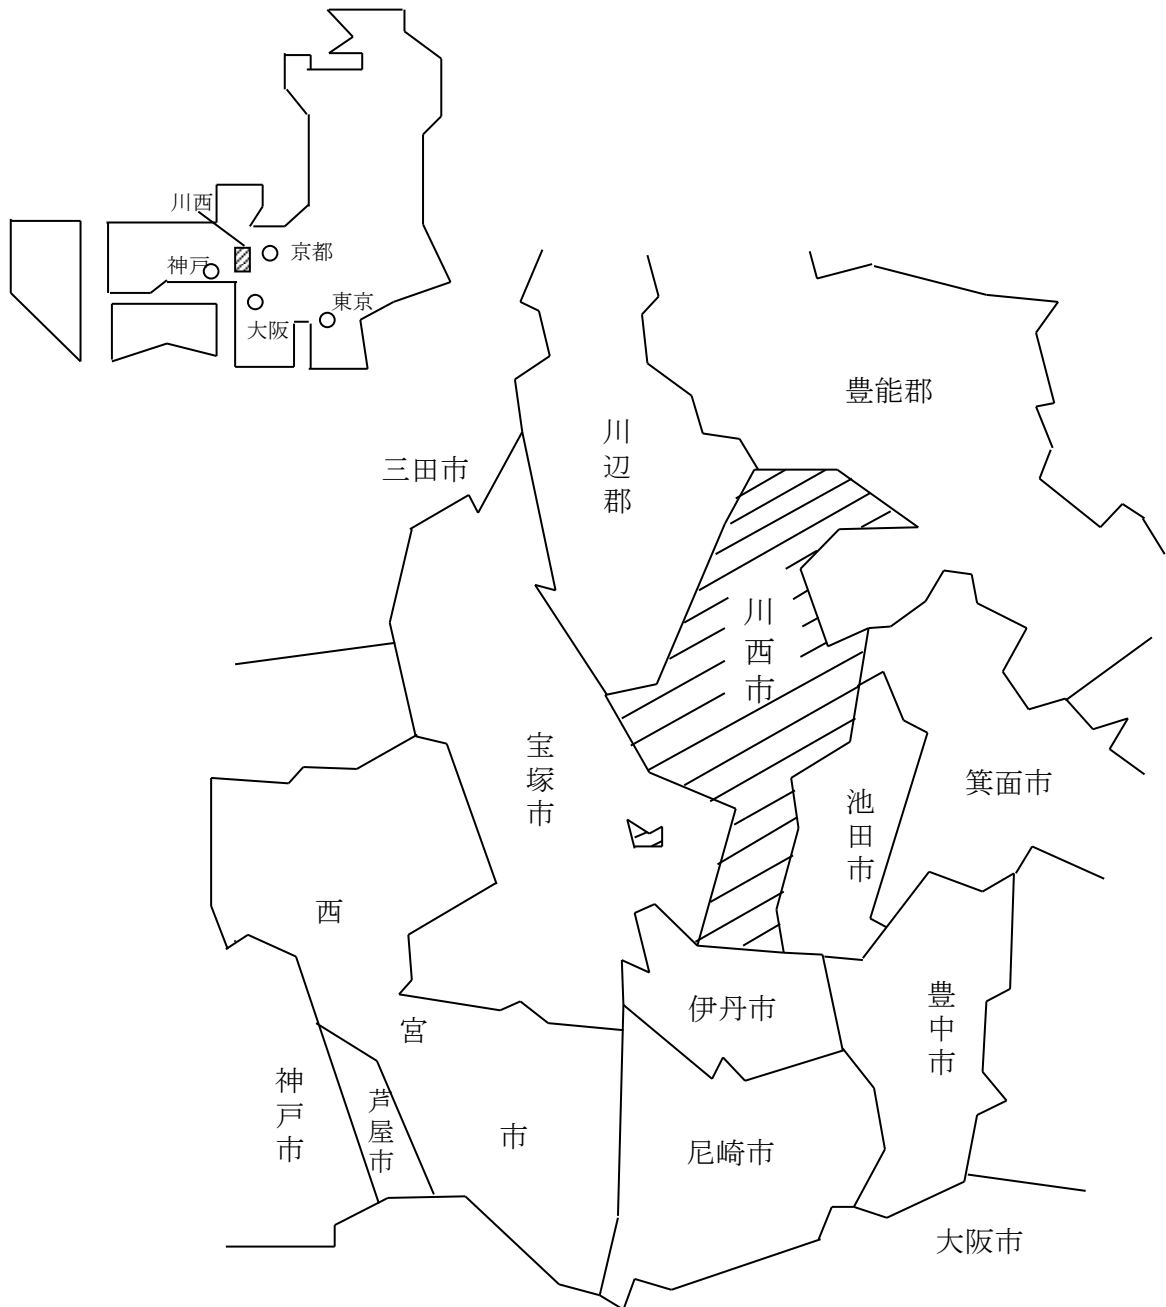 川西
京都
神戸
東京
大阪
豊能郡
川辺郡
三田市
川西市
宝塚市
箕面市
池田市
西
宮
市
伊丹市
豊中市
神戸市
芦屋市
尼崎市
大阪市